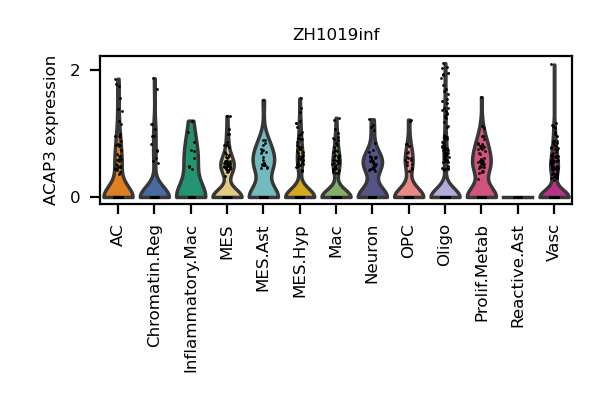 ZH1019inf
ACAP3 expression
2
0
AC
Chromatin.Reg
Inflammatory.Mac
MES
MES.Ast
MES.Hyp
Mac
Neuron
OPC
Oligo
Prolif.Metab
Reactive.Ast
Vasc